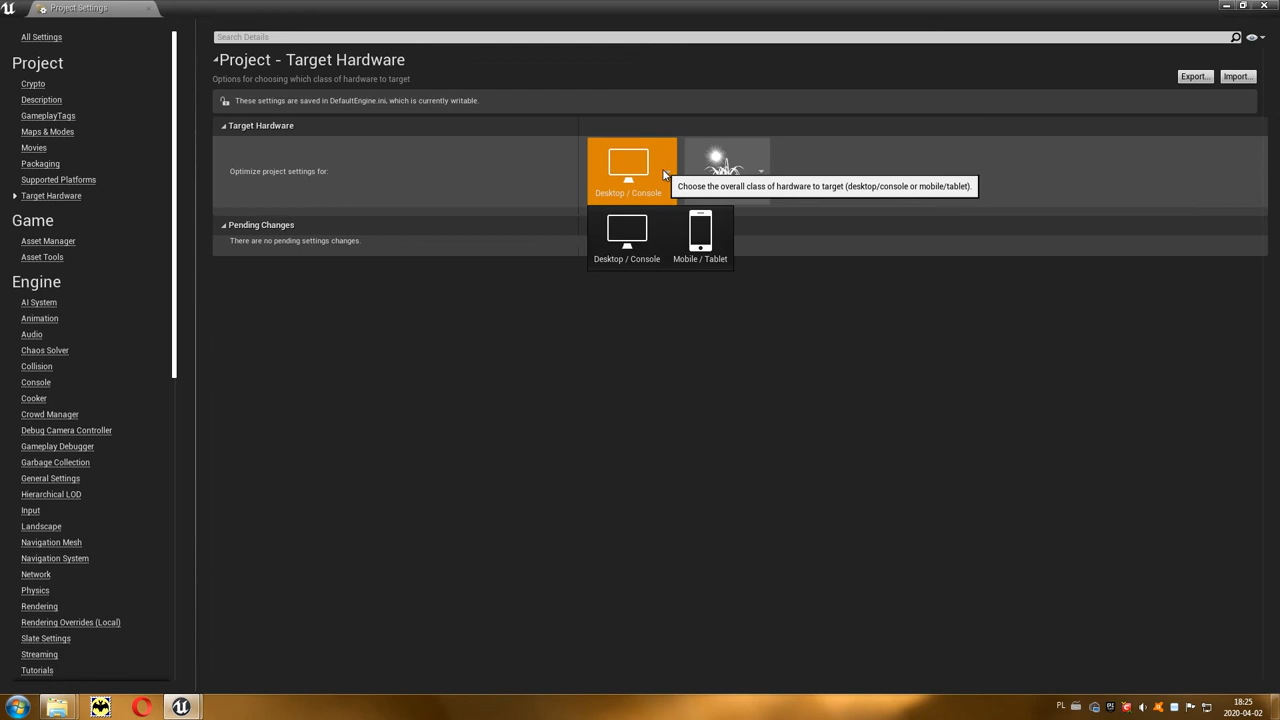 Project Settings
All Settings
Project
Crypto
Description
GameplayTags
Maps & Modes
Movies
Packaging
Supported Platforms
Target Hardware
Game
Asset Manager
Asset Tools
Engine
AI System
Animation
Audio
Chaos Solver
Collision
Console
Cooker
Crowd Manager
Debug Camera Controller
Gameplay Debugger
Garbage Collection
General Settings
Hierarchical LOD
Input
Landscape
Navigation Mesh
Navigation System
Network
Physics
Rendering
Rendering Overrides (Local)
Slate Settings
Streaming
Tutorials
Search Details
Project - Target Hardware
Options for choosing which class of hardware to target
Export... Import...
These settings are saved in DefaultEngine.ini, which is currently writable.
Target Hardware
Optimize project settings for:
Desktop / Console
Choose the overall class of hardware to target (desktop/console or mobile/tablet).
Pending Changes
There are no pending settings changes.
Desktop / Console Mobile / Tablet
PL
18:25
2020-04-02